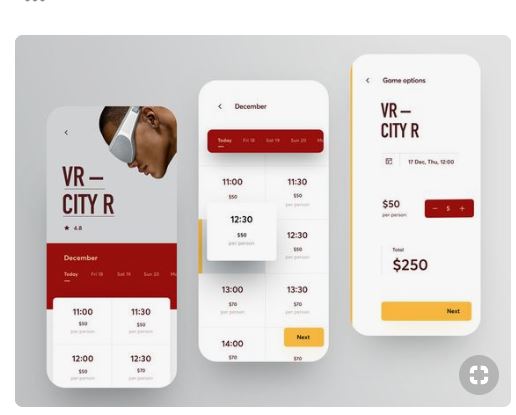 VR —
CITY R
4.8
December
Today Fri 18 Sat 19 Sun 20 Mo
11:00 11:30
$50 $50
per person per person
12:00 12:30
$50 $70
per person per person
December
Today Fri 18 Sat 19 Sun 20 Mo
11:00 11:30
$50 $50
per person per person
12:30
$50
per person
12:30
$50
per person
13:00 13:30
$70 $70
per person per person
14:00
$70 $70
Next
Game options
VR —
CITY R
17 Dec, Thu, 12:00
$50
per person
− 5 +
Total
$250
Next